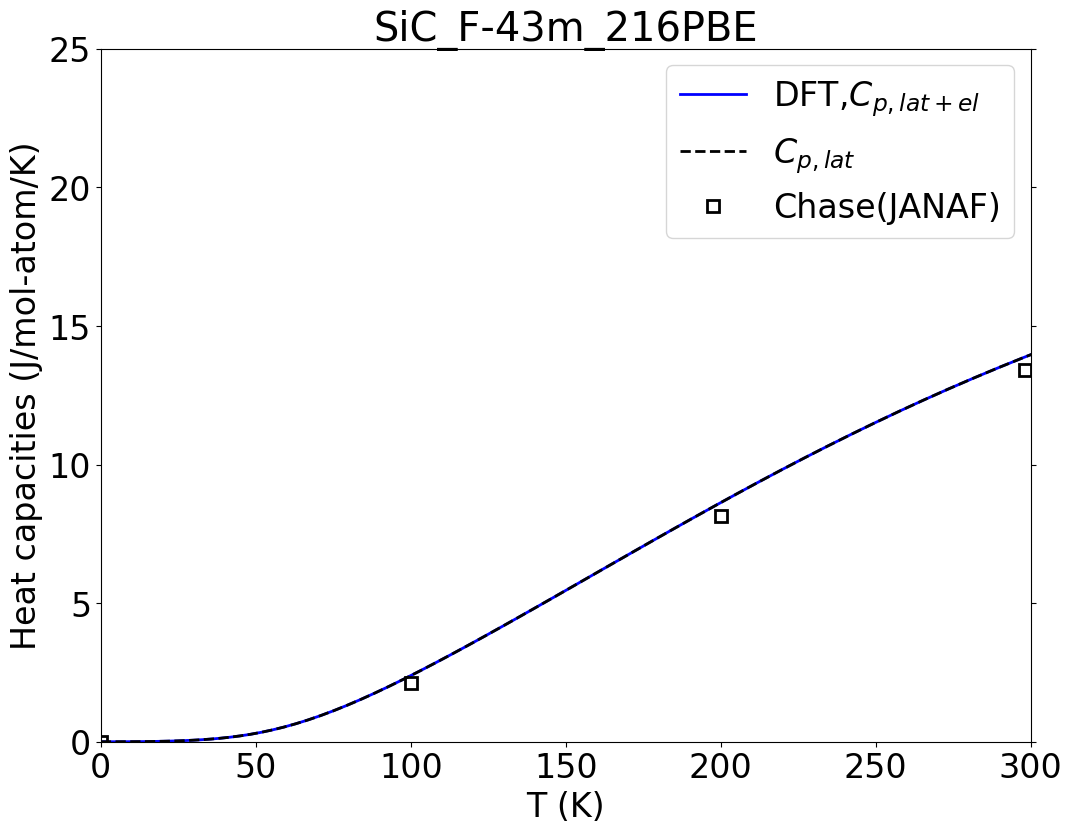 SiC_F-43m_216PBE
25
20
15
10
5
0
Heat capacities (J/mol-atom/K)
DFT,C_{p,lat+el}
C_{p,lat}
Chase(JANAF)
0 50 100 150 200 250 300
T (K)